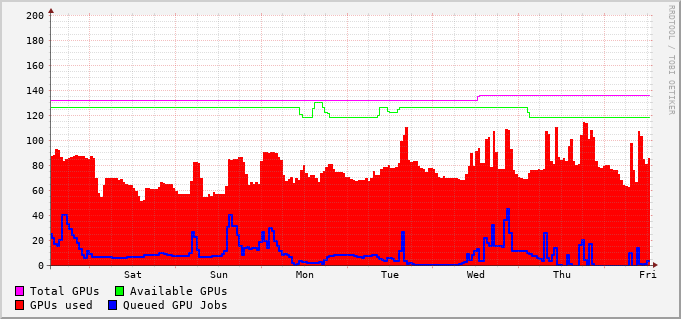 200
180
160
140
120
100
80
60
40
20
0
Sat Sun Mon Tue Wed Thu Fri
Total GPUs Available GPUs
GPUs used Queued GPU Jobs
RRDTOOL / TOBI OETIKER